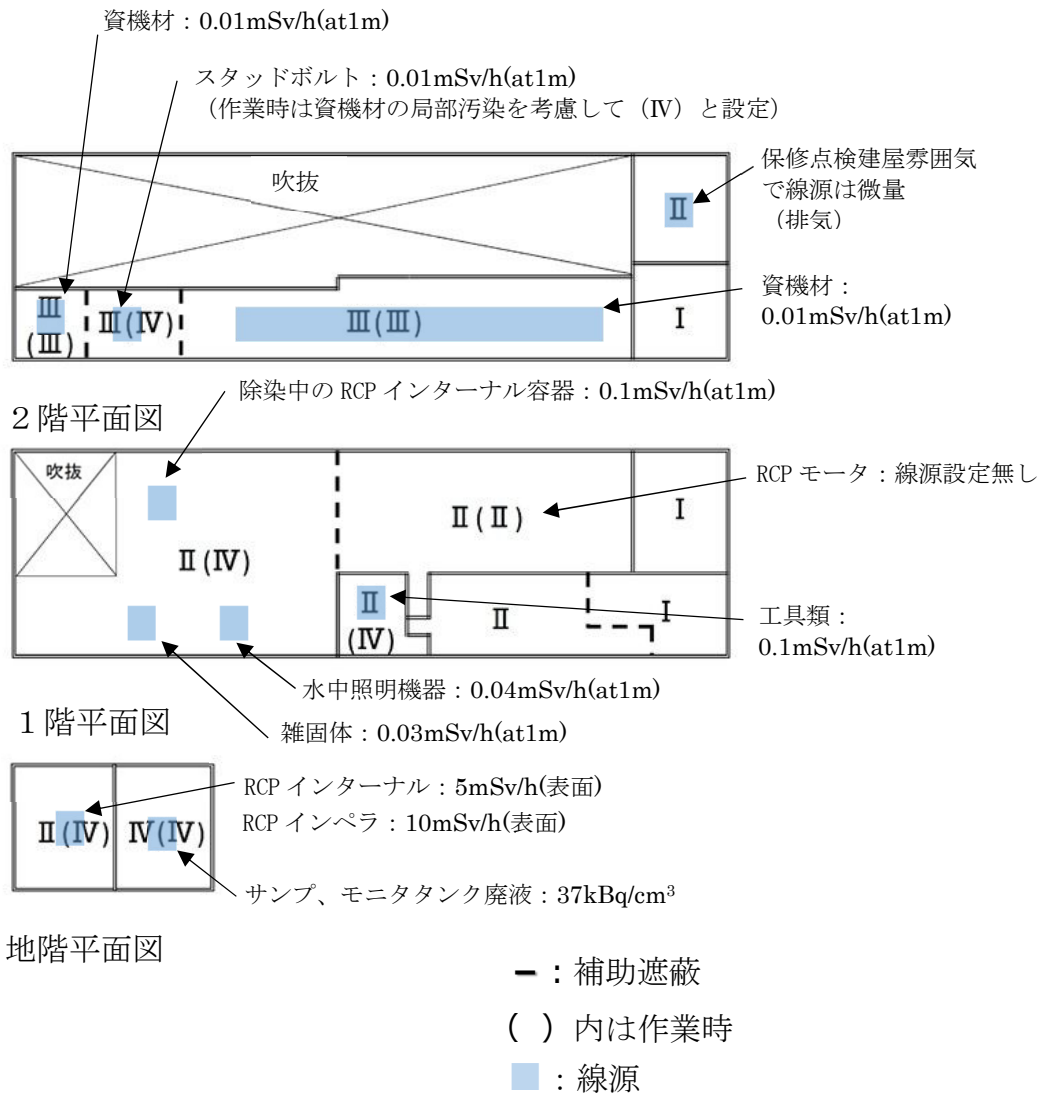 資機材：0.01mSv/h(at1m)
スタッドボルト：0.01mSv/h(at1m)
（作業時は資機材の局部汚染を考慮して（Ⅳ）と設定）
吹抜
Ⅱ
保修点検建屋雰囲気
で線源は微量
（排気）
Ⅲ
(Ⅲ)
Ⅲ(Ⅳ)
Ⅲ(Ⅲ)
Ⅰ
資機材：
0.01mSv/h(at1m)
２階平面図
除染中の RCP インターナル容器：0.1mSv/h(at1m)
吹抜
Ⅱ(Ⅳ)
Ⅱ(Ⅱ)
Ⅰ
RCP モータ：線源設定無し
Ⅱ
(Ⅳ)
Ⅱ
Ⅰ
工具類：
0.1mSv/h(at1m)
水中照明機器：0.04mSv/h(at1m)
雑固体：0.03mSv/h(at1m)
１階平面図
RCP インターナル：5mSv/h(表面)
RCP インペラ：10mSv/h(表面)
Ⅱ(Ⅳ)
Ⅳ(Ⅳ)
サンプ、モニタタンク廃液：37kBq/cm³
地階平面図
：補助遮蔽
( ) 内は作業時
：線源